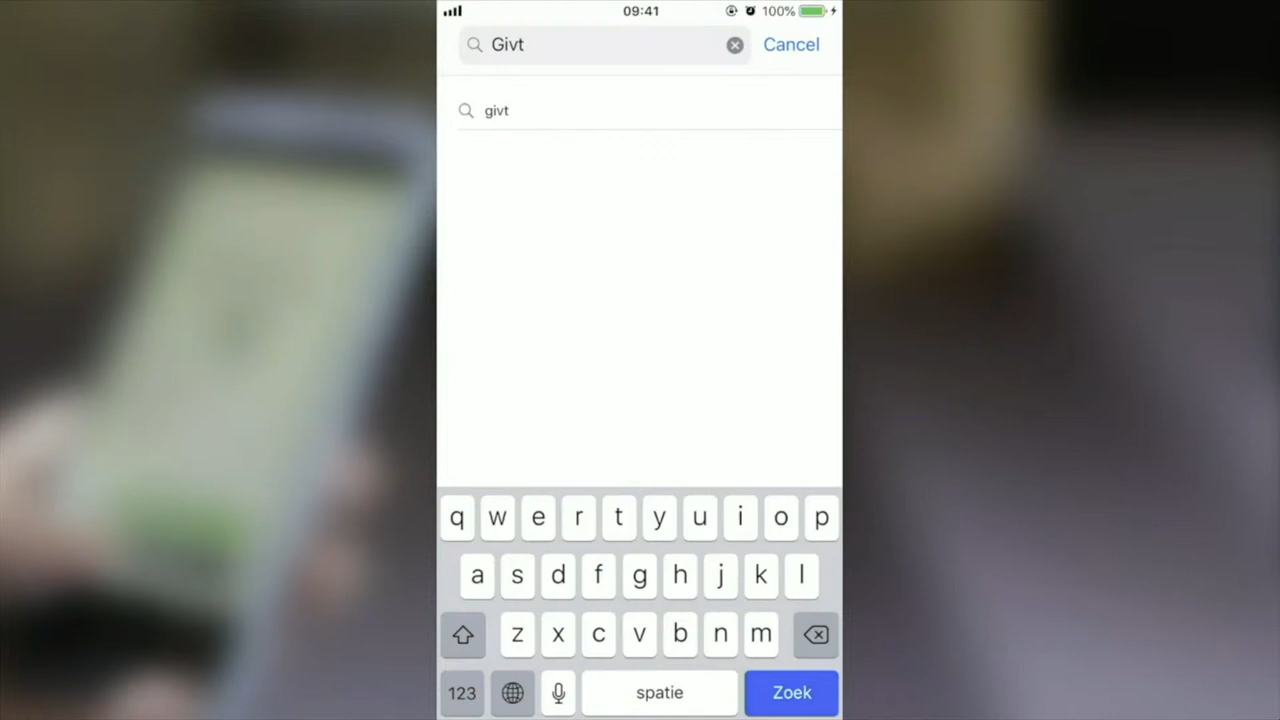 09:41 100%
Givt Cancel
givt
q w e r t y u i o p
a s d f g h j k l
z x c v b n m
123 spatie Zoek